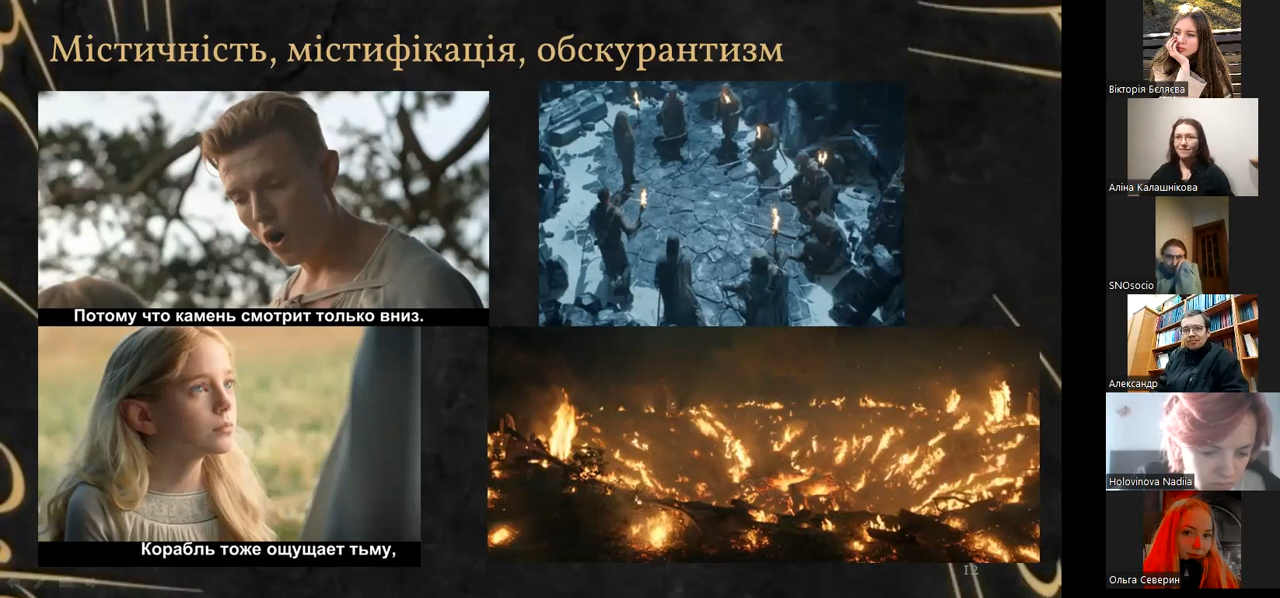 Містичність, містифікація, обскурантизм
Потому что камень смотрит только вниз.
Корабль тоже ощущает тьму,
12
Вікторія Бєляєва
Аліна Калашнікова
SNOsocio
Александр
Holovinova Nadiia
Ольга Северин